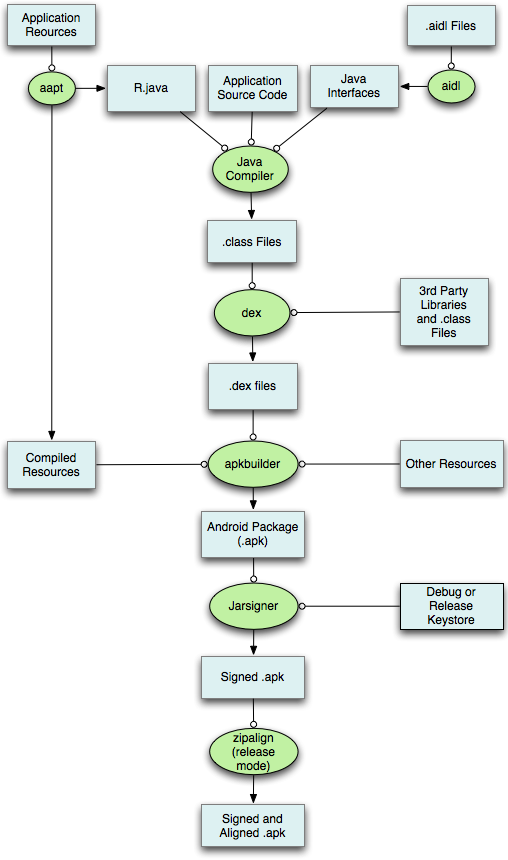 Application
Reources
.aidl Files
aapt
R.java
Application
Source Code
Java
Interfaces
aidl
Java
Compiler
.class Files
dex
3rd Party
Libraries
and .class
Files
.dex files
Compiled
Resources
apkbuilder
Other Resources
Android Package
(.apk)
Jarsigner
Debug or
Release
Keystore
Signed .apk
zipalign
(release
mode)
Signed and
Aligned .apk